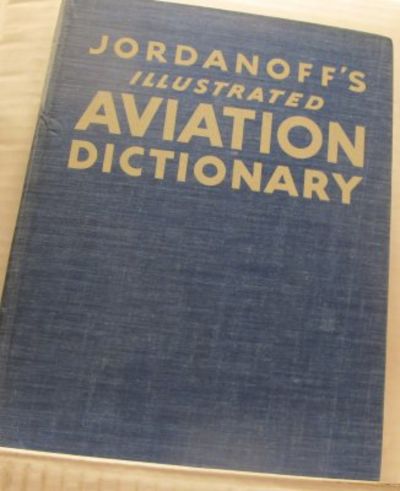 JORDANOFF'S
ILLUSTRATED
AVIATION
DICTIONARY